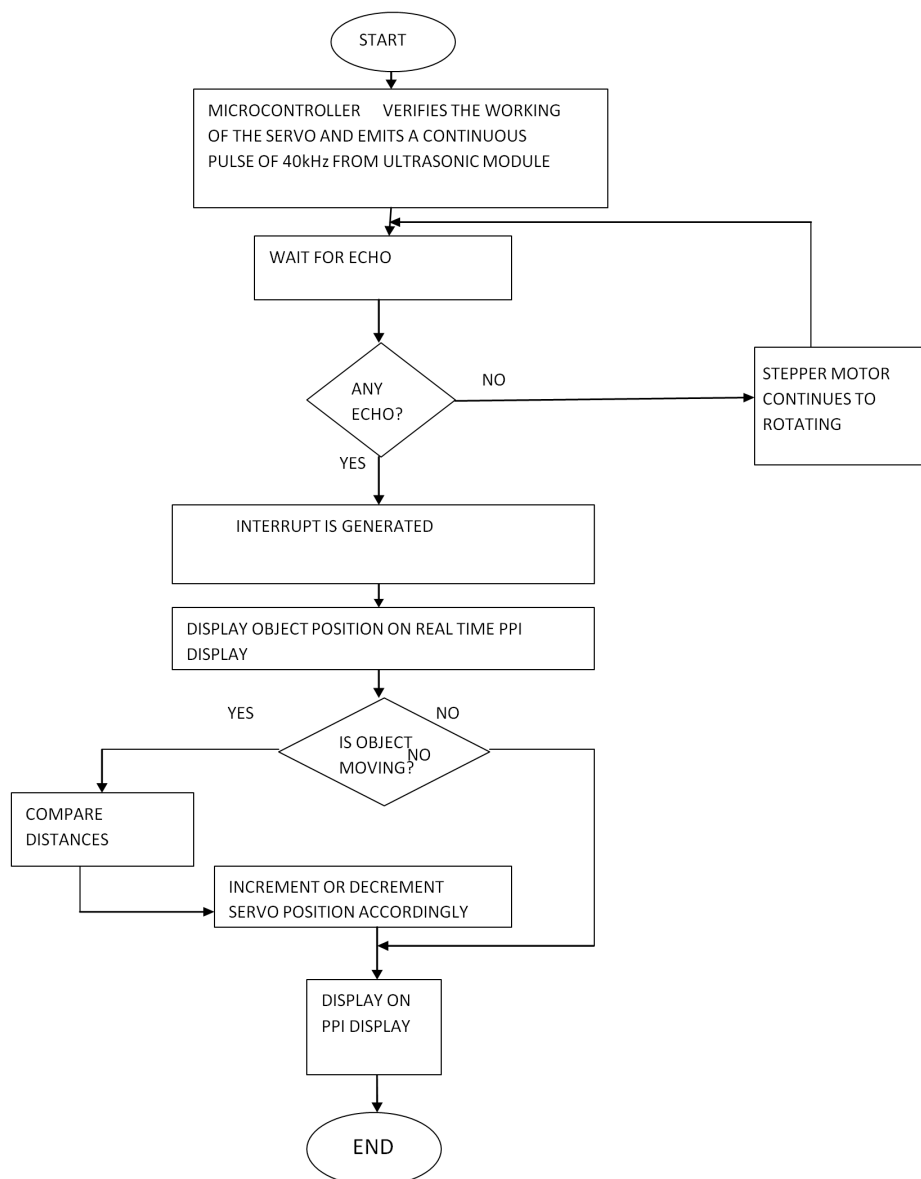 START
MICROCONTROLLER VERIFIES THE WORKING
OF THE SERVO AND EMITS A CONTINUOUS
PULSE OF 40kHz FROM ULTRASONIC MODULE
WAIT FOR ECHO
ANY
ECHO?
NO
STEPPER MOTOR
CONTINUES TO
ROTATING
YES
INTERRUPT IS GENERATED
DISPLAY OBJECT POSITION ON REAL TIME PPI
DISPLAY
YES
NO
IS OBJECT
NO
MOVING?
COMPARE
DISTANCES
INCREMENT OR DECREMENT
SERVO POSITION ACCORDINGLY
DISPLAY ON
PPI DISPLAY
END